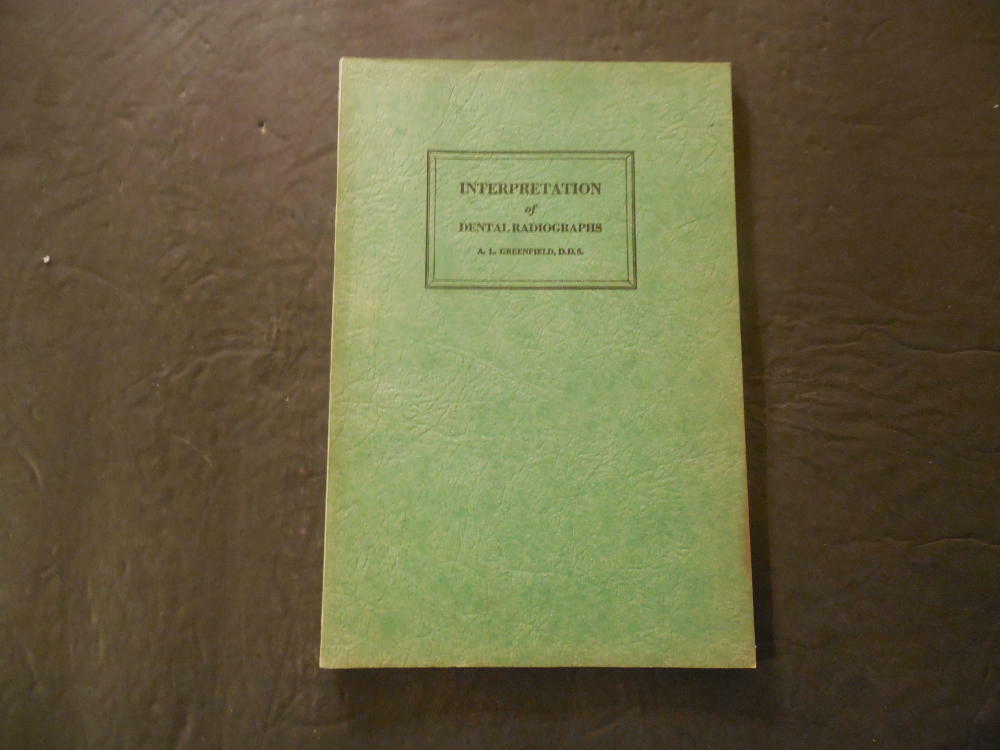 INTERPRETATION
of
DENTAL RADIOGRAPHS
A. L. GREENFIELD, D.D.S.